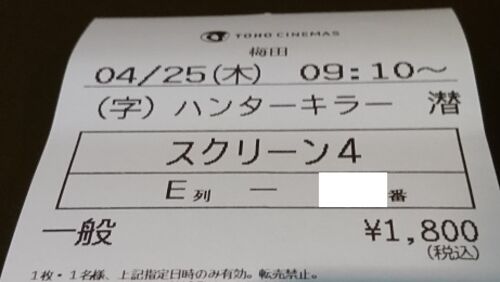 TOHO CINEMAS
梅田
04/25(木) 09:10～
(字) ハンターキラー 潜
スクリーン4
E列 ― 番
一般 ¥1,800
(税込)
1枚・1名様、上記指定日時のみ有効。転売禁止。